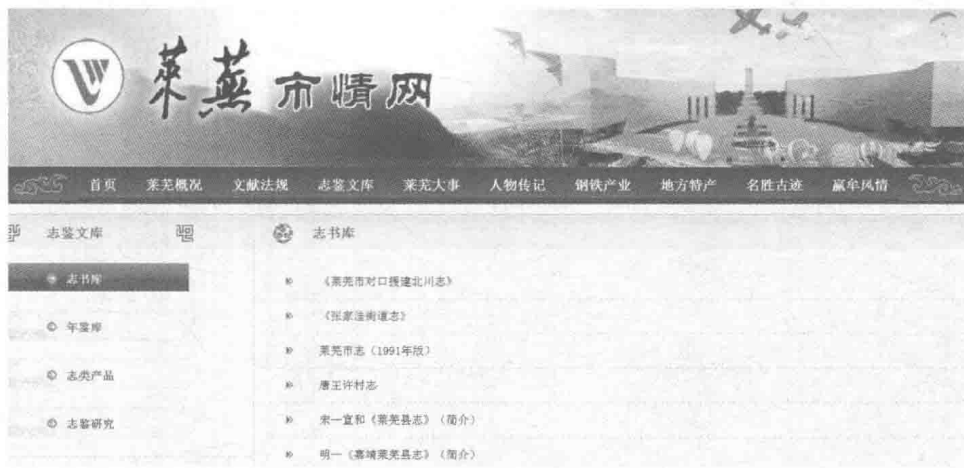 萊蕪市情网
首页 莱芜概况 文献法规 志鉴文库 莱芜大事 人物传记 钢铁产业 地方特产 名胜古迹 嬴牟风情
志鉴文库
志书库
年鉴库
志类产品
志鉴研究
志书库
《莱芜市对口援建北川志》
《张家洼街道志》
莱芜市志（1991年版）
唐王许村志
宋一宣和《莱芜县志》（简介）
明一《嘉靖莱芜县志》（简介）